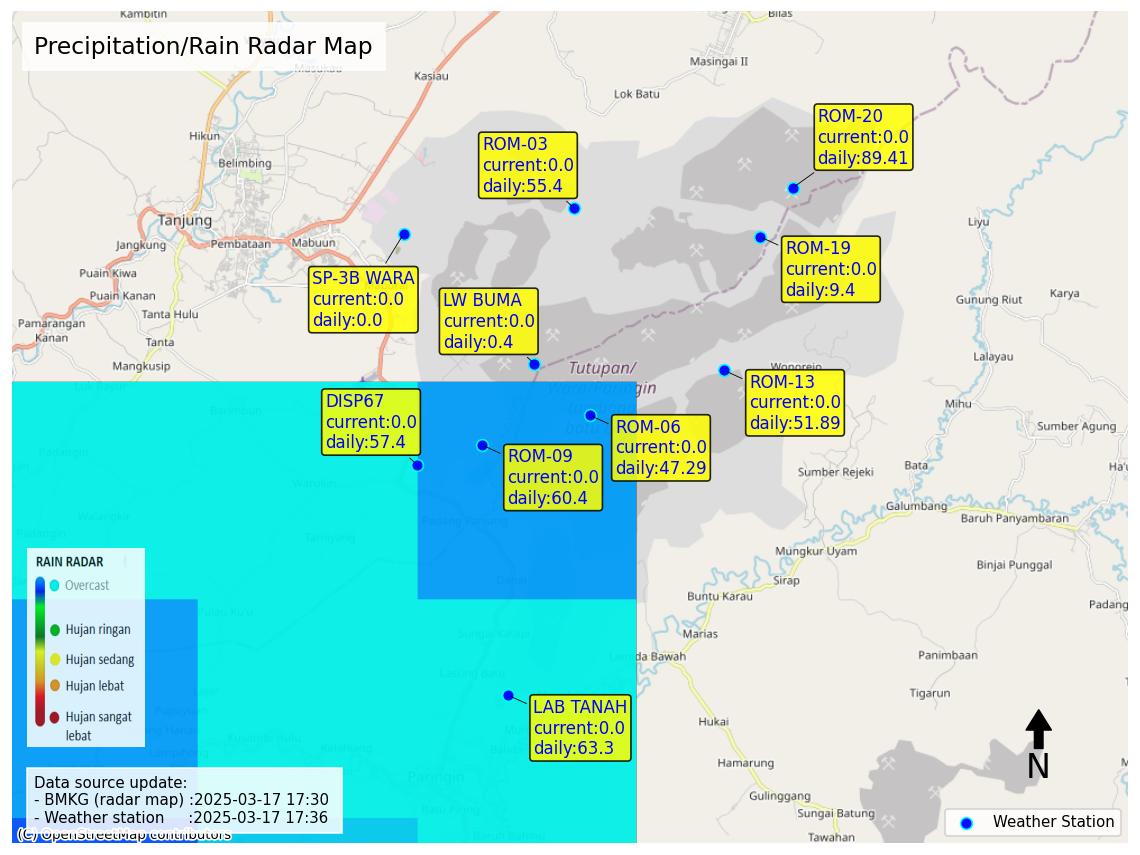 Kambitin
Bilas
Precipitation/Rain Radar Map
Masukau
Kasiau
Masingai II
Lok Batu
Hikun
Belimbing
ROM-03
current:0.0
daily:55.4
ROM-20
current:0.0
daily:89.41
Tanjung
Jangkung
Pembataan
Mabuun
Liyu
ROM-19
current:0.0
daily:9.4
Puain Kiwa
Puain Kanan
SP-3B WARA
current:0.0
daily:0.0
LW BUMA
current:0.0
daily:0.4
Gunung Riut
Karya
Tanta Hulu
Pamarangan
Kanan
Tanta
Mangkusip
Lalayau
Tutupan/
Wara/Paringin
Wonorejo
ROM-13
current:0.0
daily:51.89
Mihu
Sumber Agung
DISP67
current:0.0
daily:57.4
ROM-06
current:0.0
daily:47.29
ROM-09
current:0.0
daily:60.4
Sumber Rejeki
Bata
Galumbang
Baruh Panyambaran
Mungkur Uyam
Binjai Punggal
Sirap
Buntu Karau
Padang
Marias
Lamida Bawah
Panimbaan
Tigarun
RAIN RADAR
Overcast
Hujan ringan
Hujan sedang
Hujan lebat
Hujan sangat
lebat
LAB TANAH
current:0.0
daily:63.3
Hukai
Hamarung
Paringin
N
Gulinggang
Sungai Batung
Tawahan
Data source update:
- BMKG (radar map) :2025-03-17 17:30
- Weather station :2025-03-17 17:36
(C) OpenStreetMap contributors
Weather Station